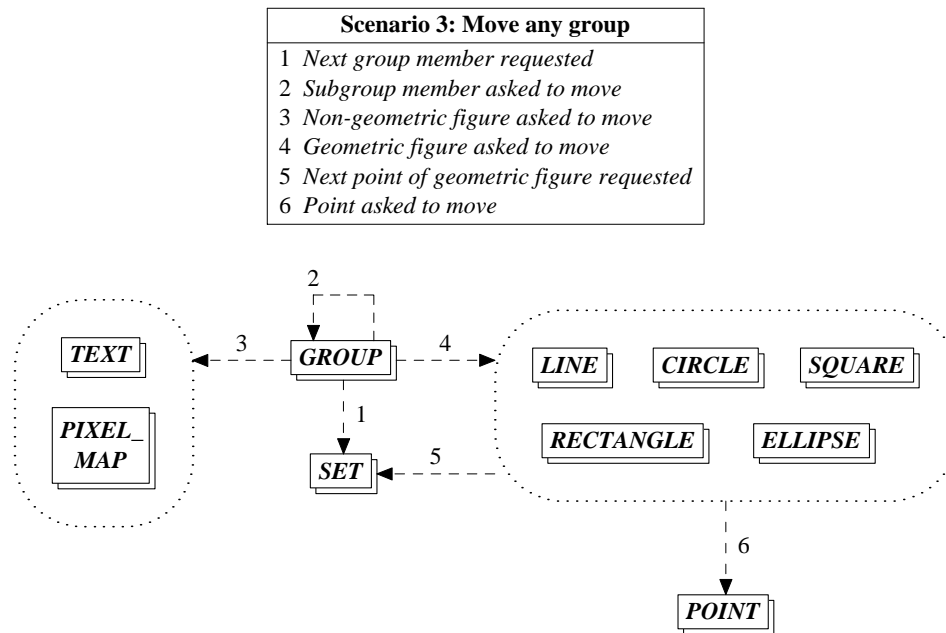 Scenario 3: Move any group
1 Next group member requested
2 Subgroup member asked to move
3 Non-geometric figure asked to move
4 Geometric figure asked to move
5 Next point of geometric figure requested
6 Point asked to move
2
TEXT
3
GROUP
4
LINE
CIRCLE
SQUARE
PIXEL_
MAP
1
RECTANGLE
ELLIPSE
SET
5
6
POINT